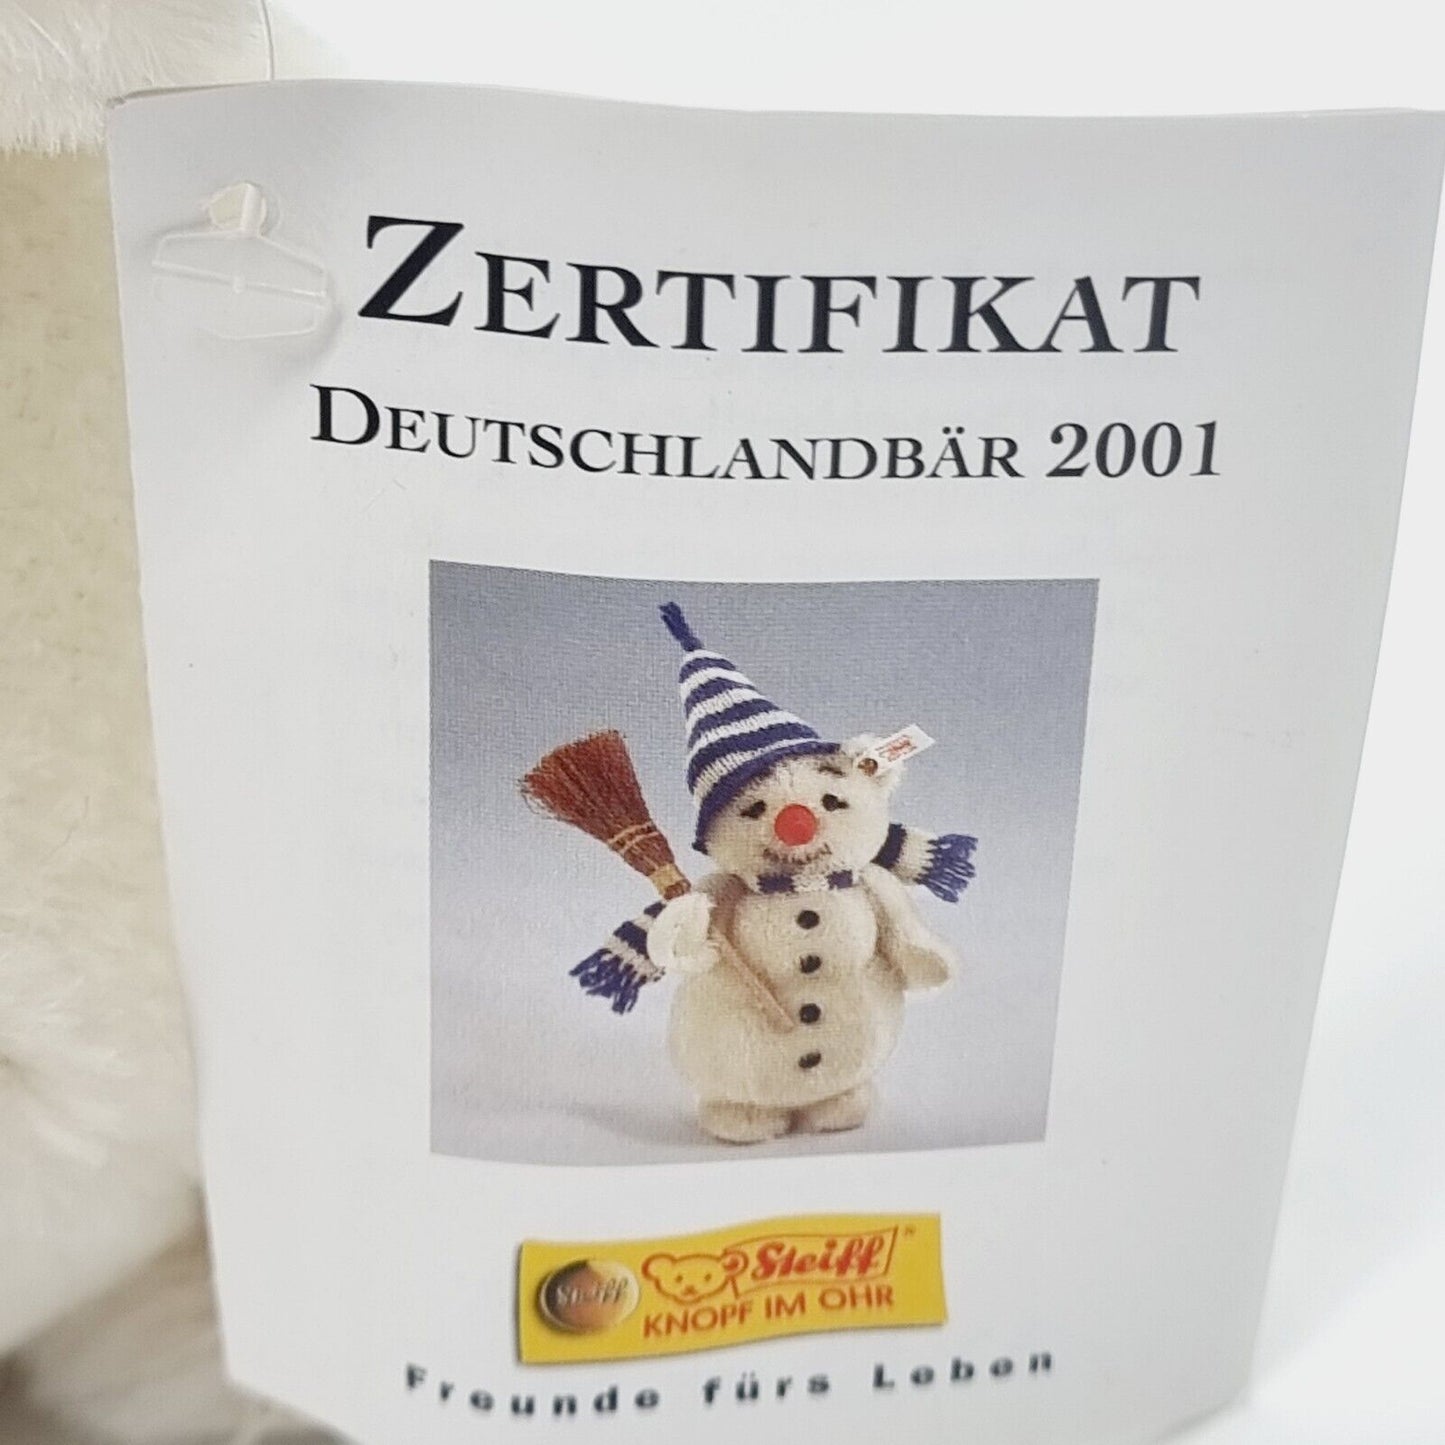 ZERTIFIKAT
DEUTSCHLANDBÄR 2001
Steiff
Steiff®
KNOPF IM OHR
Freunde fürs Leben